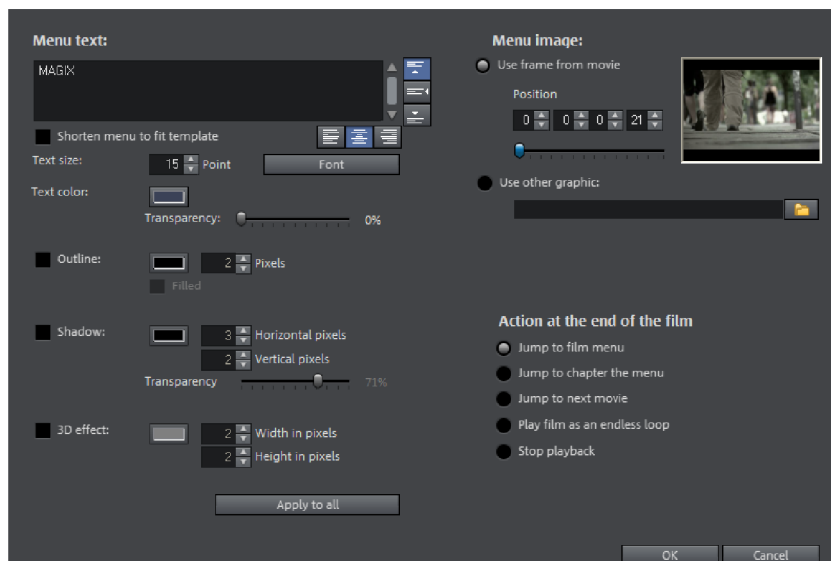 Menu text:
MAGIX
Shorten menu to fit template
Text size:
15
Point
Font
Text color:
Transparency:
0%
Outline:
2
Pixels
Filled
Shadow:
3
Horizontal pixels
2
Vertical pixels
Transparency
71%
3D effect:
2
Width in pixels
2
Height in pixels
Apply to all
Menu image:
Use frame from movie
Position
0 0 0 21
Use other graphic:
Action at the end of the film
Jump to film menu
Jump to chapter the menu
Jump to next movie
Play film as an endless loop
Stop playback
OK
Cancel